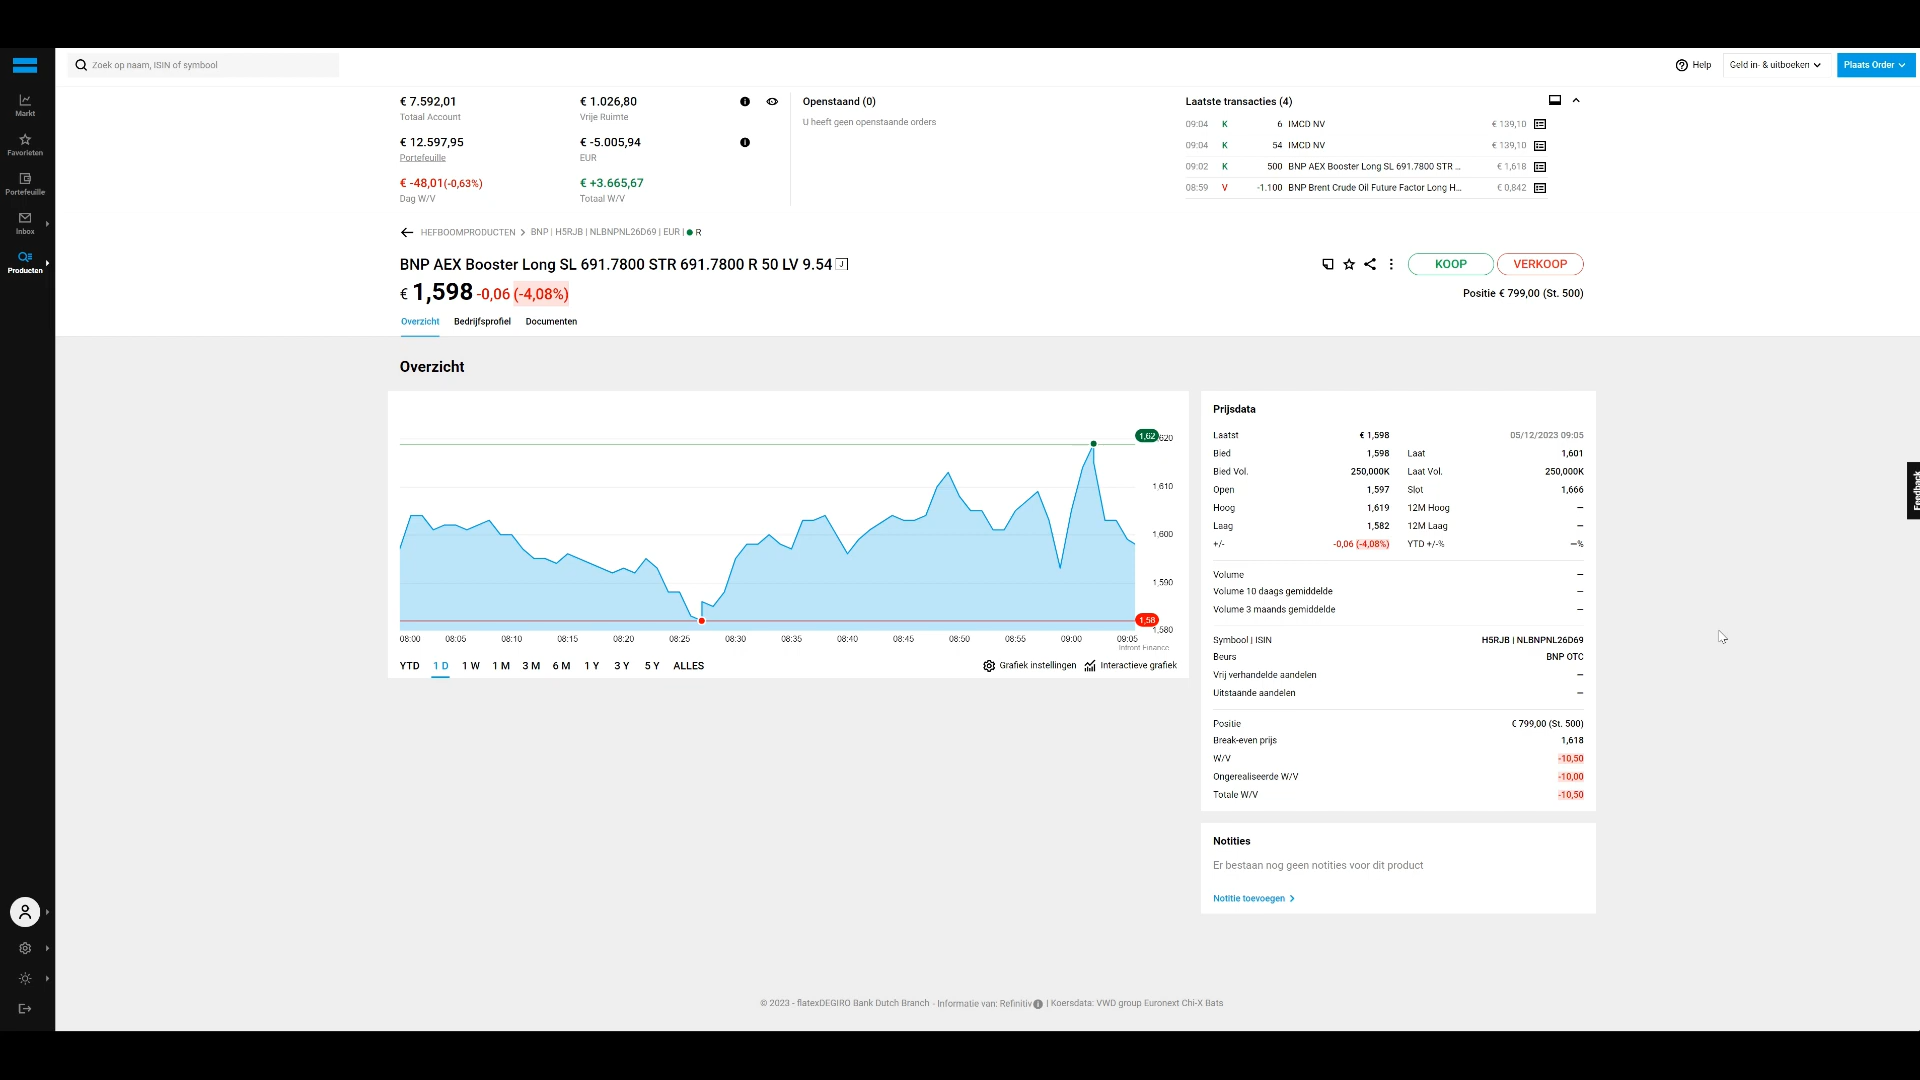 Zoek op naam, ISIN of symbool
Help
Geld in- & uitboeken
Plaats Order
Markt
Favorieten
Portefeuille
Inbox
Producten
€ 7.592,01
Totaal Account
€ 1.026,80
Vrije Ruimte
€ 12.597,95
Portefeuille
€ -5.005,94
EUR
€ -48,01(-0,63%)
Dag W/V
€ +3.665,67
Totaal W/V
Openstaand (0)
U heeft geen openstaande orders
Laatste transacties (4)
09:04 K 6 IMCD NV € 139,10
09:04 K 54 IMCD NV € 139,10
09:02 K 500 BNP AEX Booster Long SL 691.7800 STR ... € 1,618
08:59 V -1.100 BNP Brent Crude Oil Future Factor Long H... € 0,842
HEFBOOMPRODUCTEN > BNP | H5RJB | NLBNPNL26D69 | EUR | R
BNP AEX Booster Long SL 691.7800 STR 691.7800 R 50 LV 9.54 J
€ 1,598 -0,06 (-4,08%)
KOOP
VERKOOP
Positie € 799,00 (St. 500)
Overzicht Bedrijfsprofiel Documenten
Overzicht
1,62
1,610
1,600
1,590
1,58
1,580
08:00 08:05 08:10 08:15 08:20 08:25 08:30 08:35 08:40 08:45 08:50 08:55 09:00 09:05
Infront Finance
YTD 1 D 1 W 1 M 3 M 6 M 1 Y 3 Y 5 Y ALLES
Grafiek instellingen
Interactieve grafiek
Prijsdata
Laatst € 1,598 05/12/2023 09:05
Bied 1,598 Laat 1,601
Bied Vol. 250,000K Laat Vol. 250,000K
Open 1,597 Slot 1,666
Hoog 1,619 12M Hoog —
Laag 1,582 12M Laag —
+/- -0,06 (-4,08%) YTD +/-% —%
Volume —
Volume 10 daags gemiddelde —
Volume 3 maands gemiddelde —
Symbool | ISIN H5RJB | NLBNPNL26D69
Beurs BNP OTC
Vrij verhandelde aandelen —
Uitstaande aandelen —
Positie € 799,00 (St. 500)
Break-even prijs 1,618
W/V -10,50
Ongerealiseerde W/V -10,00
Totale W/V -10,50
Notities
Er bestaan nog geen notities voor dit product
Notitie toevoegen
Feedback
© 2023 - flatexDEGIRO Bank Dutch Branch - Informatie van: Refinitiv | Koersdata: VWD group Euronext Chi-X Bats